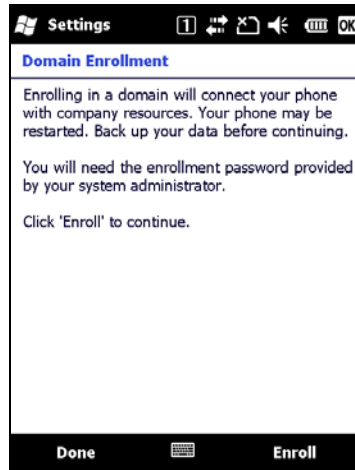 Settings 1 OK
Domain Enrollment
Enrolling in a domain will connect your phone
with company resources. Your phone may be
restarted. Back up your data before continuing.
You will need the enrollment password provided
by your system administrator.
Click 'Enroll' to continue.
Done Enroll